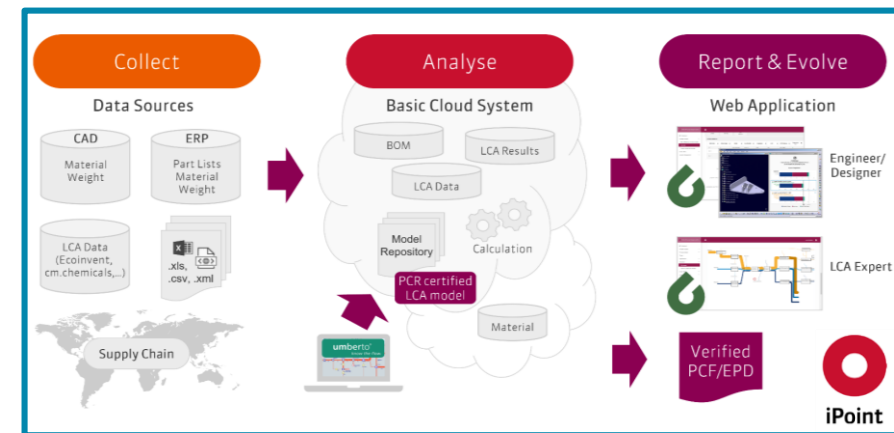 Collect
Data Sources
CAD
Material
Weight
ERP
Part Lists
Material
Weight
LCA Data
(Ecoinvent,
cm.chemicals,...)
.xls,
.csv, .xml
Supply Chain
Analyse
Basic Cloud System
BOM
LCA Results
LCA Data
Model
Repository
Calculation
PCR certified
LCA model
Material
umberto
Report & Evolve
Web Application
Engineer/
Designer
LCA Expert
Verified
PCF/EPD
iPoint